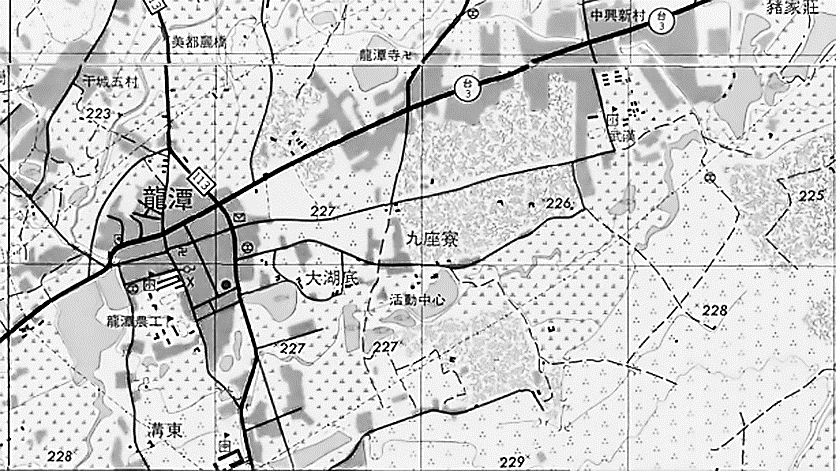 13
豬家莊
中興新村
台
3
美都麗橋
龍潭寺
台
3
干城五村
223
武漢
113
龍潭
225
226
227
九座寮
大湖底
活動中心
228
龍潭農工
227
227
溝東
228
229